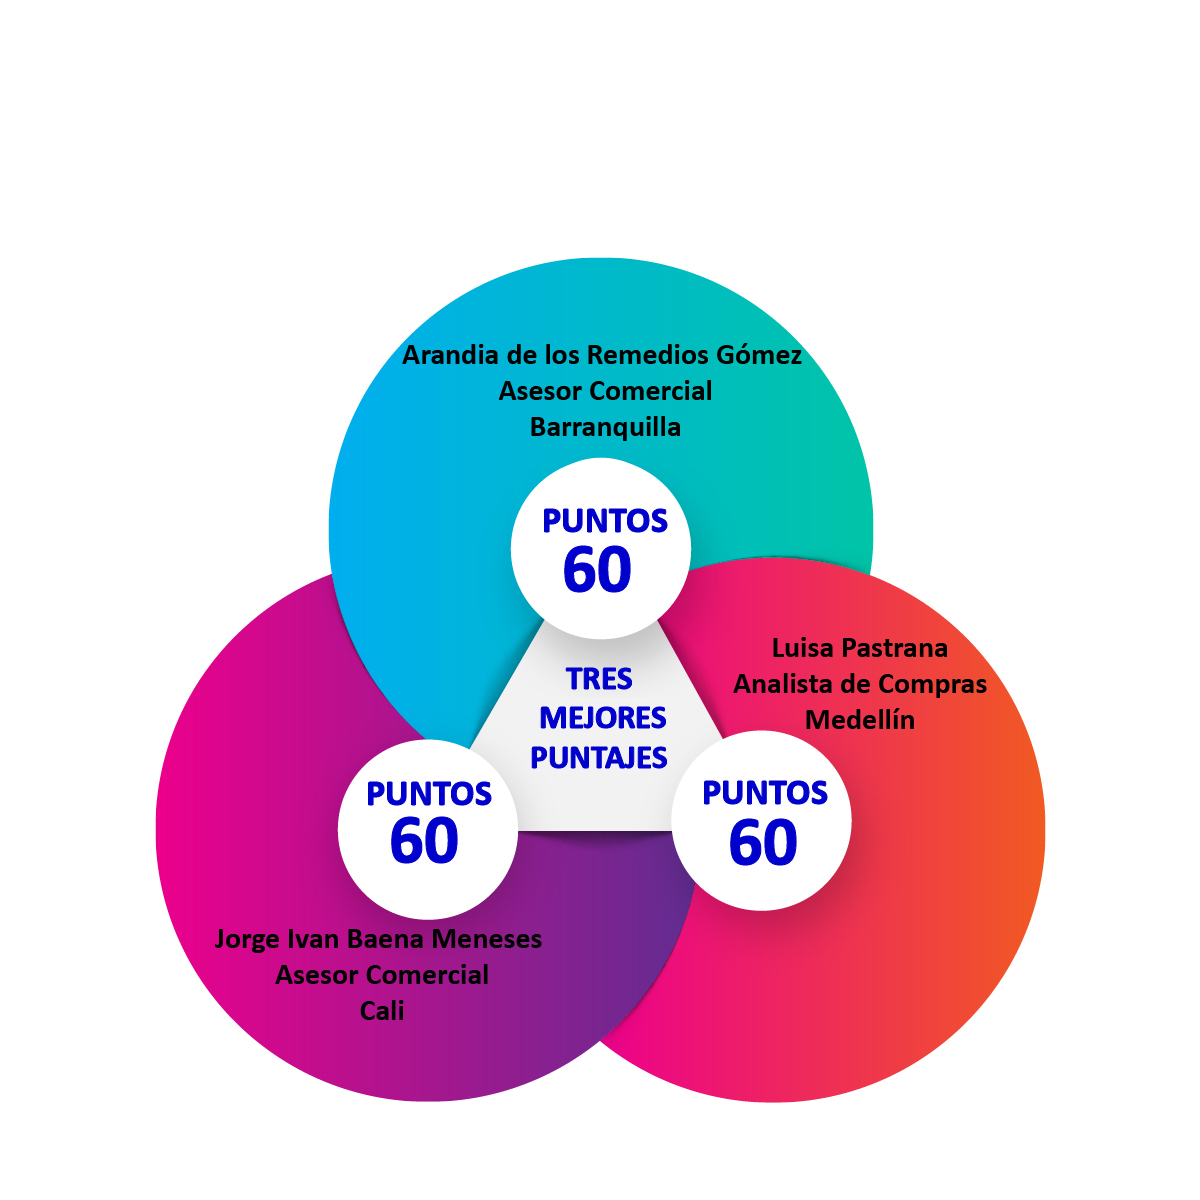 Arandia de los Remedios Gómez
Asesor Comercial
Barranquilla
PUNTOS
60
Luisa Pastrana
Analista de Compras
Medellín
TRES
MEJORES
PUNTAJES
PUNTOS
60
PUNTOS
60
Jorge Ivan Baena Meneses
Asesor Comercial
Cali